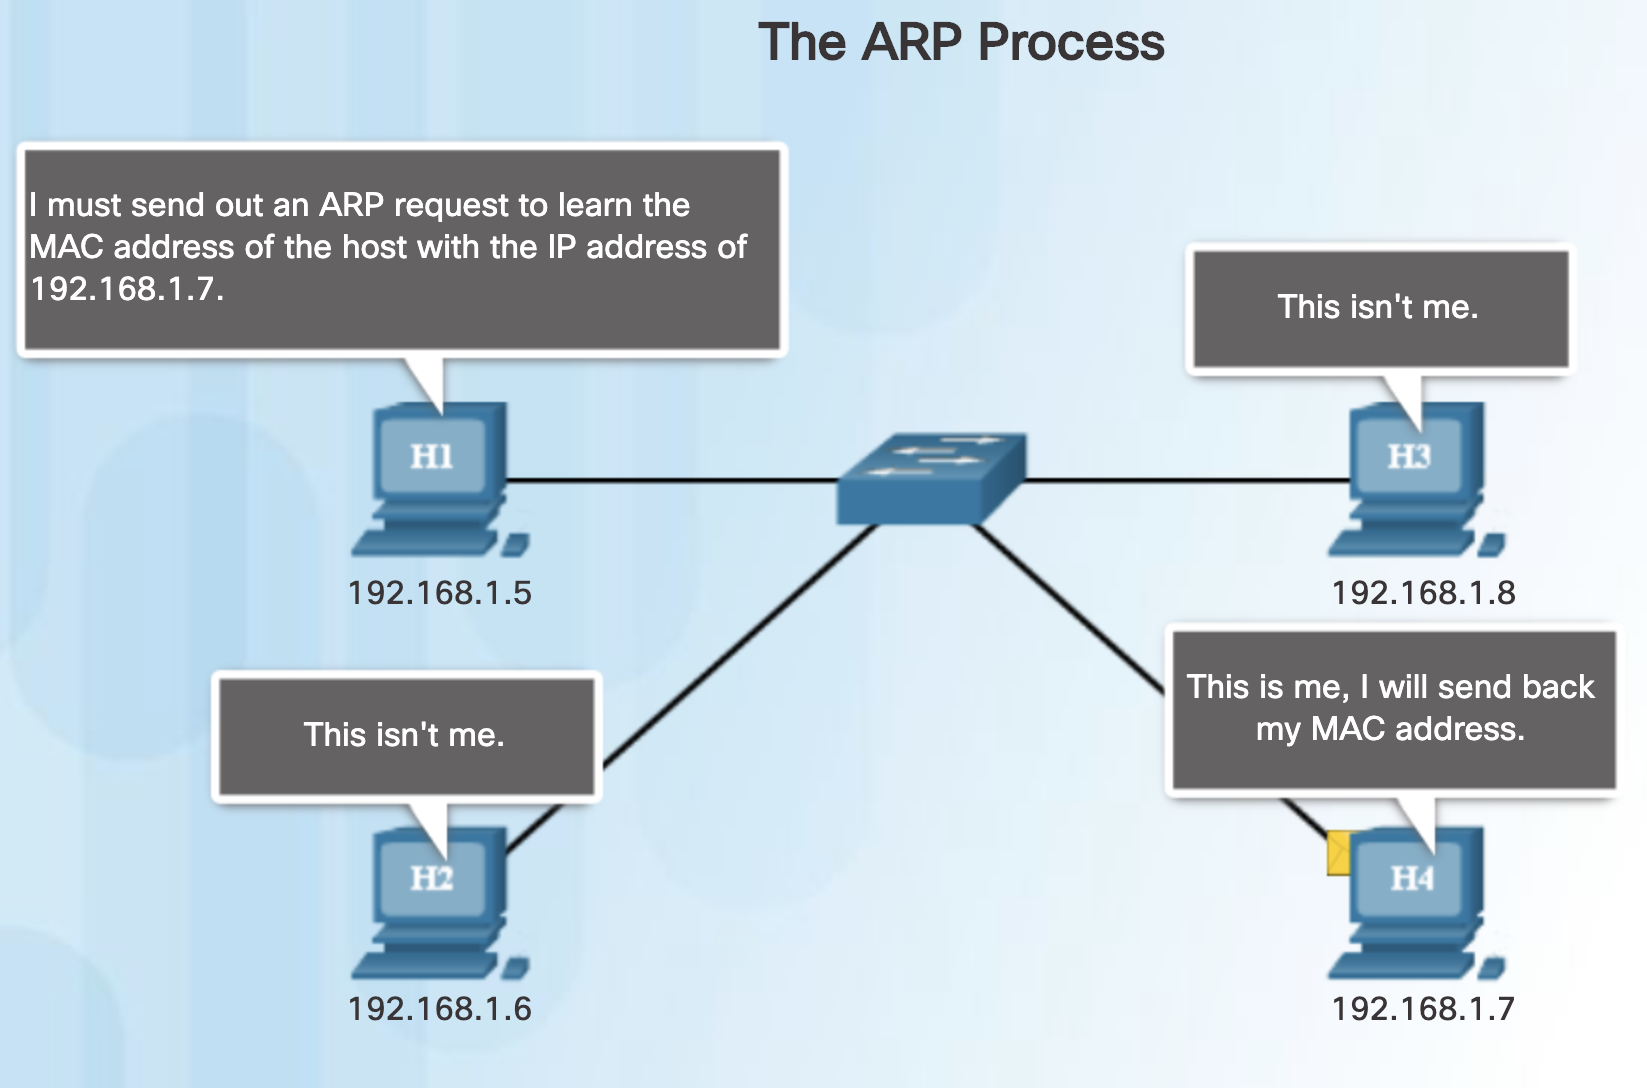 The ARP Process
I must send out an ARP request to learn the
MAC address of the host with the IP address of
192.168.1.7.
This isn't me.
H1
H3
192.168.1.5
192.168.1.8
This isn't me.
This is me, I will send back
my MAC address.
H2
H4
192.168.1.6
192.168.1.7